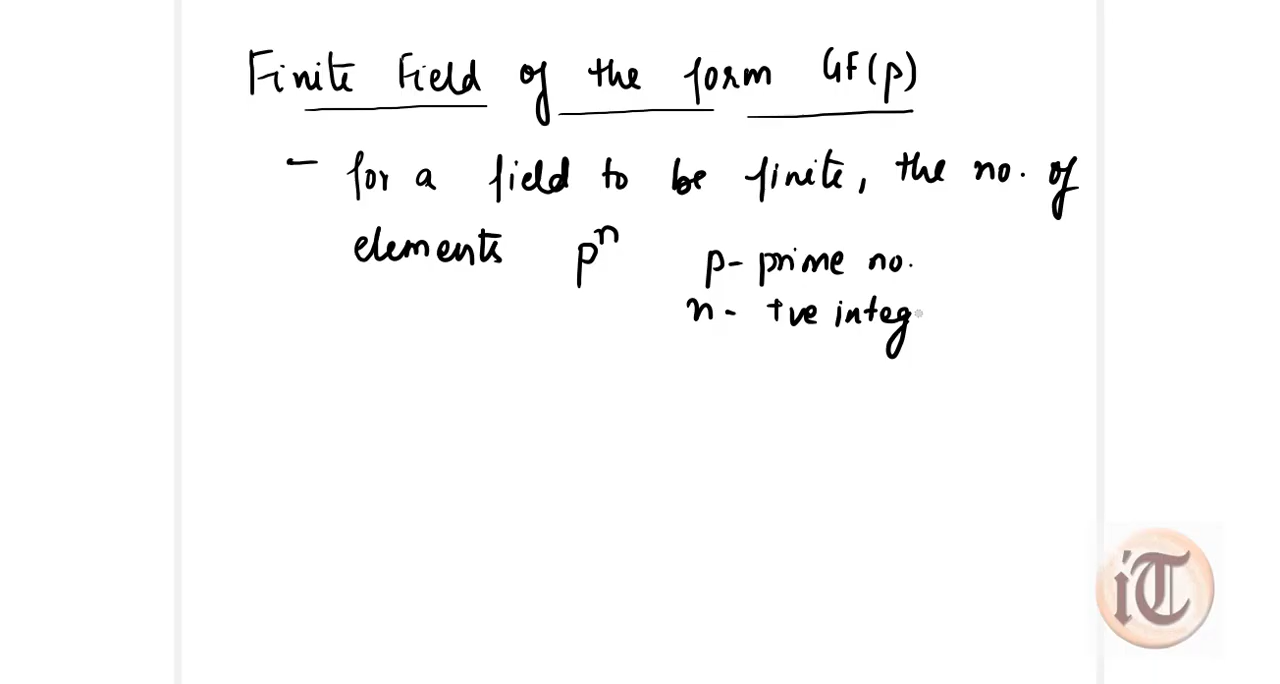 Finite Field of the form GF(p)
- for a field to be finite, the no. of
elements p^n p- prime no.
n- +ve integ
iT